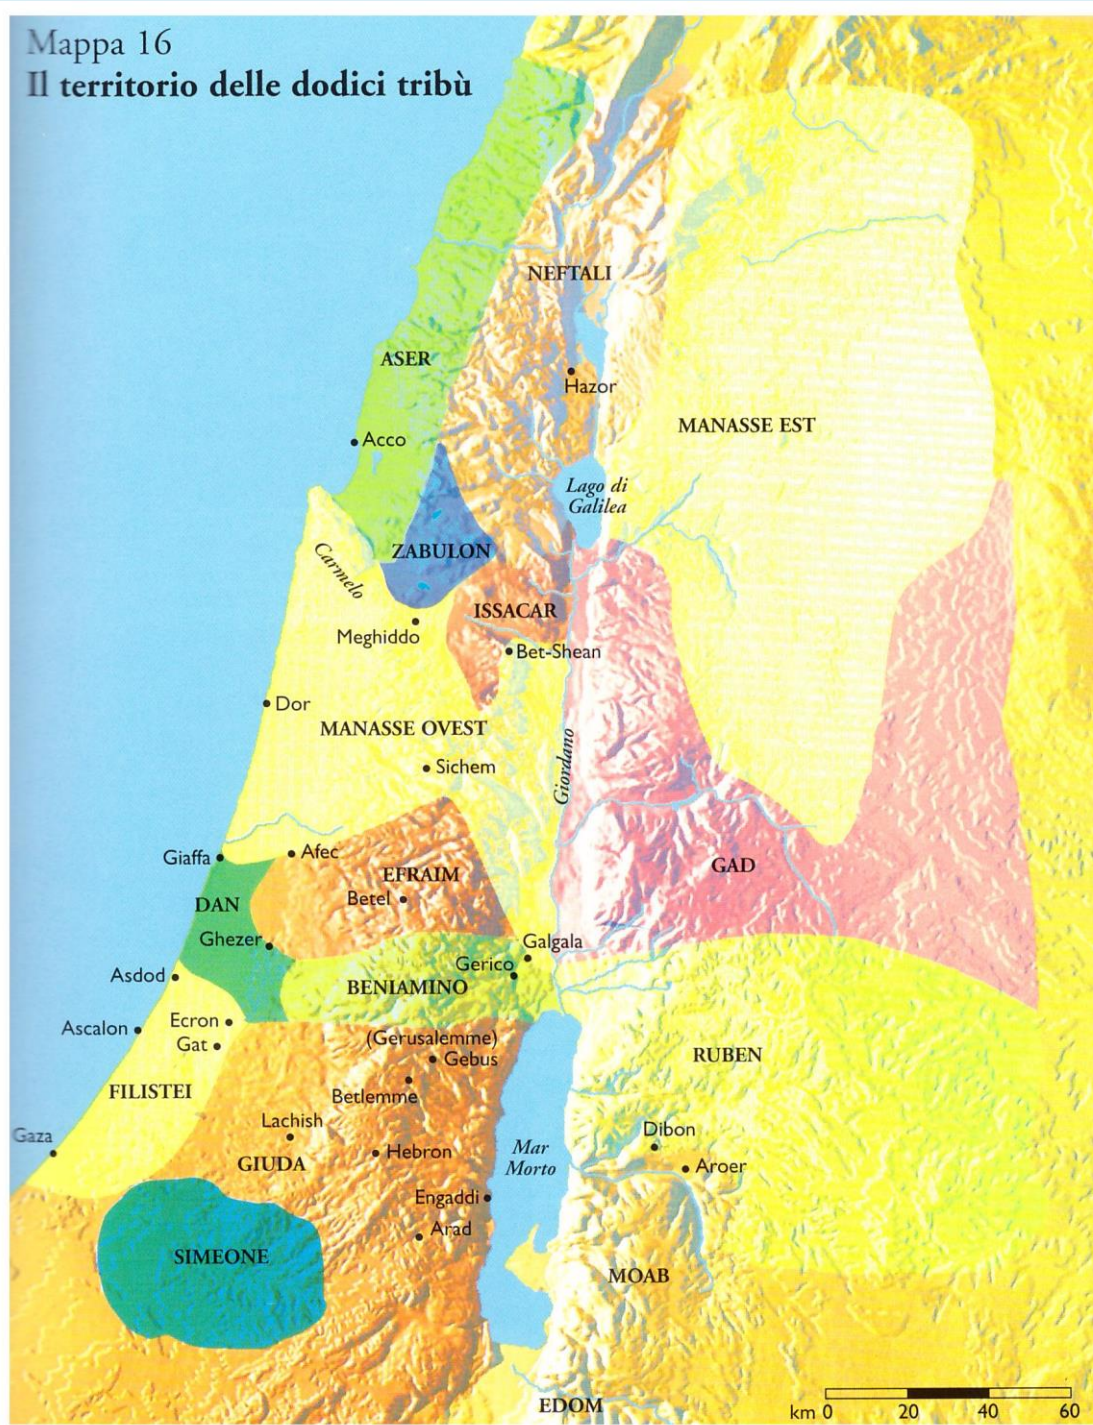 Mappa 16
Il territorio delle dodici tribù
NEFTALI
ASER
Hazor
MANASSE EST
Acco
Lago di
Galilea
ZABULON
Carmelo
ISSACAR
Meghiddo
Bet-Shean
Dor
MANASSE OVEST
Giordano
Sichem
Giaffa
Afec
EFRAIM
GAD
Betel
DAN
Ghezer
Galgala
Gerico
Asdod
BENIAMINO
Ascalon
Ecron
Gat
(Gerusalemme)
Gebus
RUBEN
FILISTEI
Betlemme
Lachish
Dibon
Gaza
Hebron
Mar
Morto
GIUDA
Aroer
Engaddi
Arad
SIMEONE
MOAB
EDOM
km 0 20 40 60